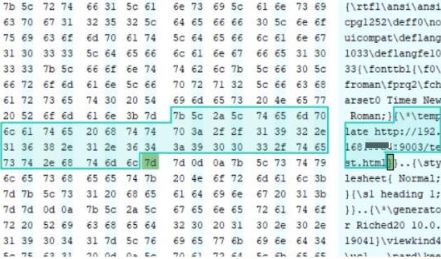 7b 5c 72 74 66 31 5c 61 6e 73 69 5c 61 6e 73 69 {\rtf1\ansi\ansi
63 70 67 31 32 35 32 5c 64 65 66 66 30 5c 6e 6f cpg1252\deff0\no
75 69 63 6f 6d 70 61 74 5c 64 65 66 6c 61 6e 67 uicompat\deflang
31 30 33 33 5c 64 65 66 6c 61 6e 67 66 65 31 30 1033\deflangfe10
33 33 7b 5c 66 6f 6e 74 74 62 6c 7b 5c 66 30 5c 33{\fonttbl{\f0\
66 72 6f 6d 61 6e 5c 66 70 72 71 32 5c 66 63 68 froman\fprq2\fch
61 72 73 65 74 30 20 54 69 6d 65 73 20 4e 65 77 arset0 Times New
20 52 6f 6d 61 6e 3b 7d 7b 5c 2a 5c 74 65 6d 70 Roman;}{\*\temp
6c 61 74 65 20 68 74 74 70 3a 2f 2f 31 39 32 2e late http://192.
31 36 38 2e 31 2e 36 3a 39 30 30 33 2f 74 65 168. :9003/te
73 74 2e 68 74 6d 6c 7d 7d 0d 0a 7b 5c 73 74 79 st.html}}..{\sty
6c 65 73 68 65 65 74 7b 20 4e 6f 72 6d 61 6c 3b lesheet{ Normal;
7d 7b 5c 73 31 20 68 65 61 64 69 6e 67 20 31 3b }{\s1 heading 1;
7d 7d 0d 0a 7b 5c 2a 5c 67 65 6e 65 72 61 74 6f }}..{\*\generato
72 20 52 69 63 68 65 64 32 30 20 31 30 2e 30 2e r Riched20 10.0.
31 39 30 34 31 7d 5c 76 69 65 77 6b 69 6e 64 34 19041}\viewkind4